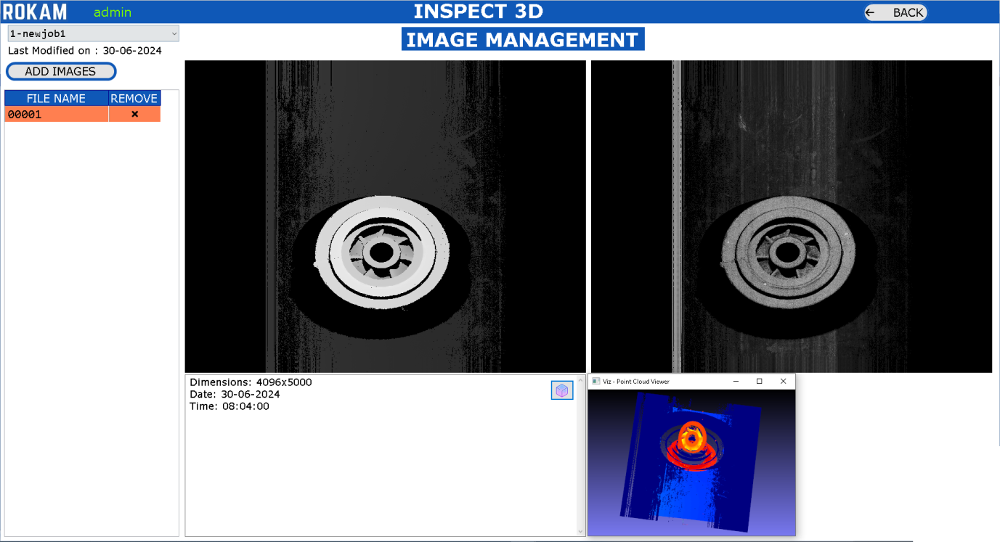 ROKAM admin INSPECT 3D ← BACK
1-newjob1 IMAGE MANAGEMENT
Last Modified on : 30-06-2024
ADD IMAGES
FILE NAME REMOVE
00001 ×
Dimensions: 4096x5000
Date: 30-06-2024
Time: 08:04:00
Viz - Point Cloud Viewer